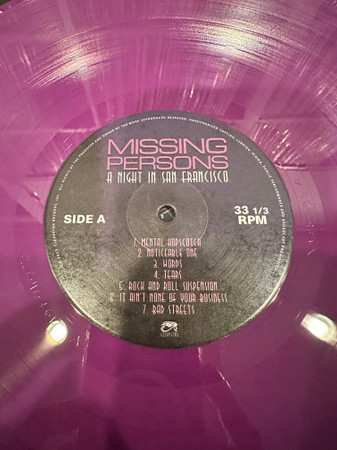 MISSING
PERSONS
A NIGHT IN SAN FRANCISCO
SIDE A
33 1/3
RPM
1. MENTAL HOPSCOTCH
2. NOTICEABLE ONE
3. WORDS
4. TEARS
5. ROCK AND ROLL SUSPENSION
6. IT AIN'T NONE OF YOUR BUSINESS
7. BAD STREETS